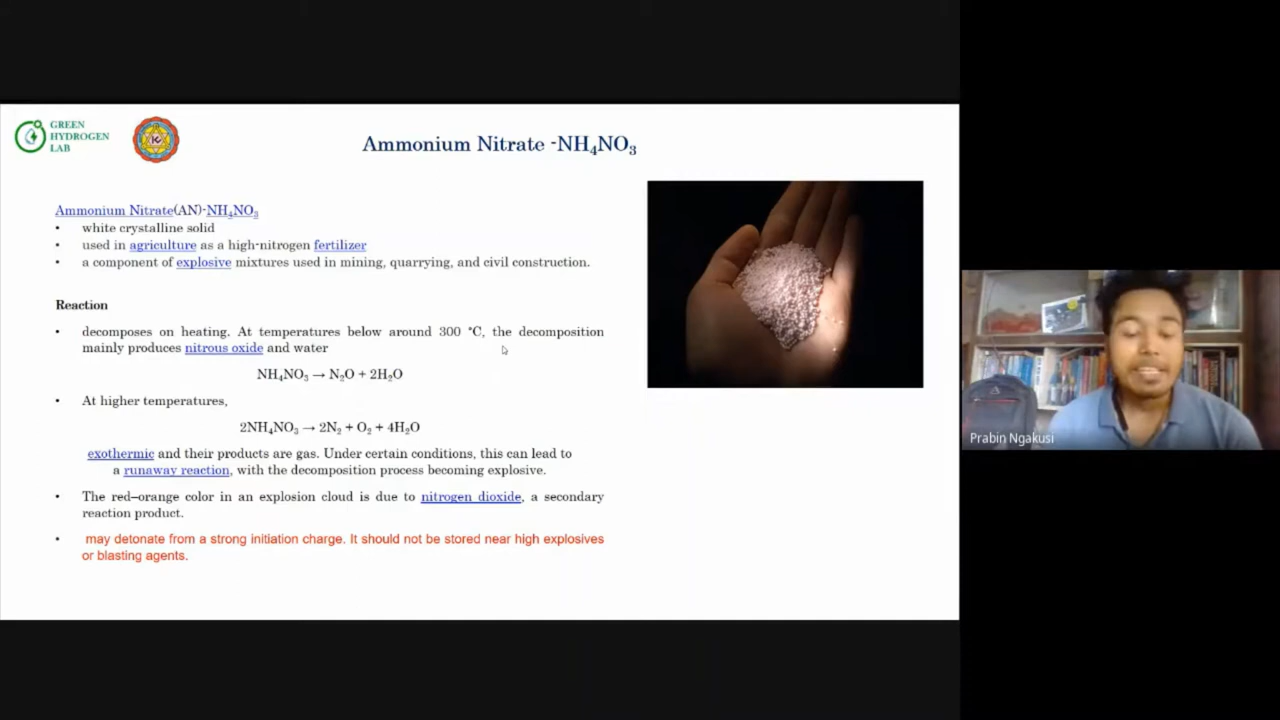 GREEN
HYDROGEN
LAB
Ammonium Nitrate -NH₄NO₃
Ammonium Nitrate(AN)-NH₄NO₃
• white crystalline solid
• used in agriculture as a high-nitrogen fertilizer
• a component of explosive mixtures used in mining, quarrying, and civil construction.
Reaction
• decomposes on heating. At temperatures below around 300 °C, the decomposition
mainly produces nitrous oxide and water
NH₄NO₃ → N₂O + 2H₂O
• At higher temperatures,
2NH₄NO₃ → 2N₂ + O₂ + 4H₂O
exothermic and their products are gas. Under certain conditions, this can lead to
a runaway reaction, with the decomposition process becoming explosive.
• The red–orange color in an explosion cloud is due to nitrogen dioxide, a secondary
reaction product.
• may detonate from a strong initiation charge. It should not be stored near high explosives
or blasting agents.
Prabin Ngakusi